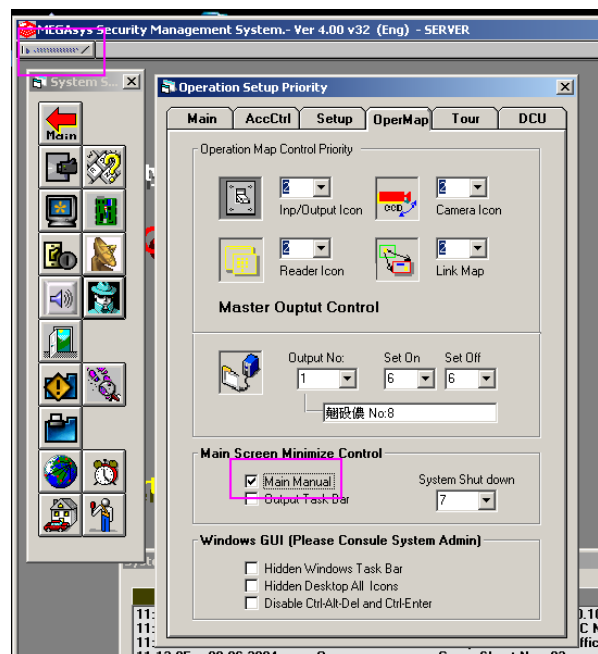 MEGAsys Security Management System.- Ver 4.00 v32 (Eng) - SERVER
System S...
Operation Setup Priority
Main AccCtrl Setup OperMap Tour DCU
Main
Operation Map Control Priority
2 2
Inp/Output Icon CCD Camera Icon
2 2
Reader Icon Link Map
Master Ouptut Control
Output No: Set On Set Off
1 6 6
No:8
Main Screen Minimize Control
Main Manual System Shut down
Output Task Bar 7
Windows GUI (Please Consule System Admin)
Hidden Windows Task Bar
Hidden Desktop All Icons
Disable Ctrl-Alt-Del and Ctrl-Enter
11:
11:
11: